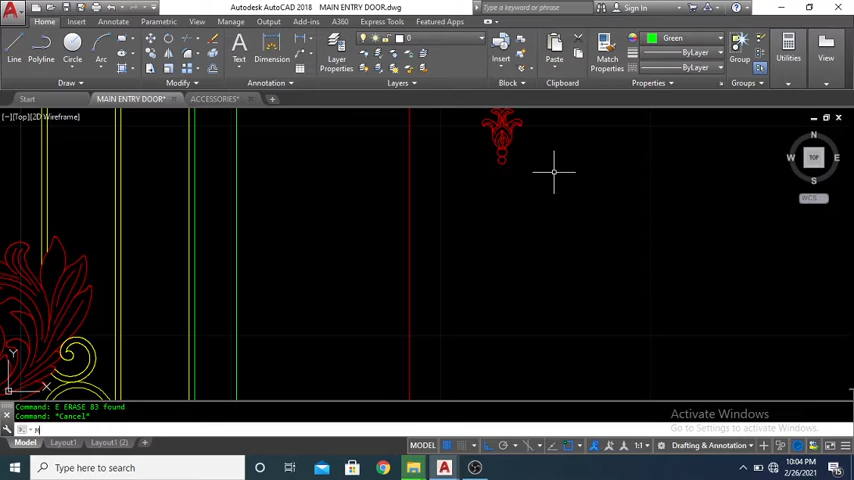 Autodesk AutoCAD 2018 MAIN ENTRY DOOR.dwg
Type a keyword or phrase
Sign In
Home Insert Annotate Parametric View Manage Output Add-ins A360 Express Tools Featured Apps
0
Green
ByLayer
ByLayer
Line Polyline Circle Arc
Text Dimension
Layer Properties
Insert
Paste
Match Properties
Group
Utilities
View
Draw Modify Annotation Layers Block Clipboard Properties Groups
Start MAIN ENTRY DOOR* ACCESSORIES*
[−][Top][2D Wireframe]
N
W TOP E
S
WCS
Y
X
Command: E ERASE 83 found
Command: *Cancel*
M
Activate Windows
Go to Settings to activate Windows.
Model Layout1 Layout1 (2) +
MODEL
1:1
Drafting & Annotation
Type here to search
10:04 PM
2/26/2021
15